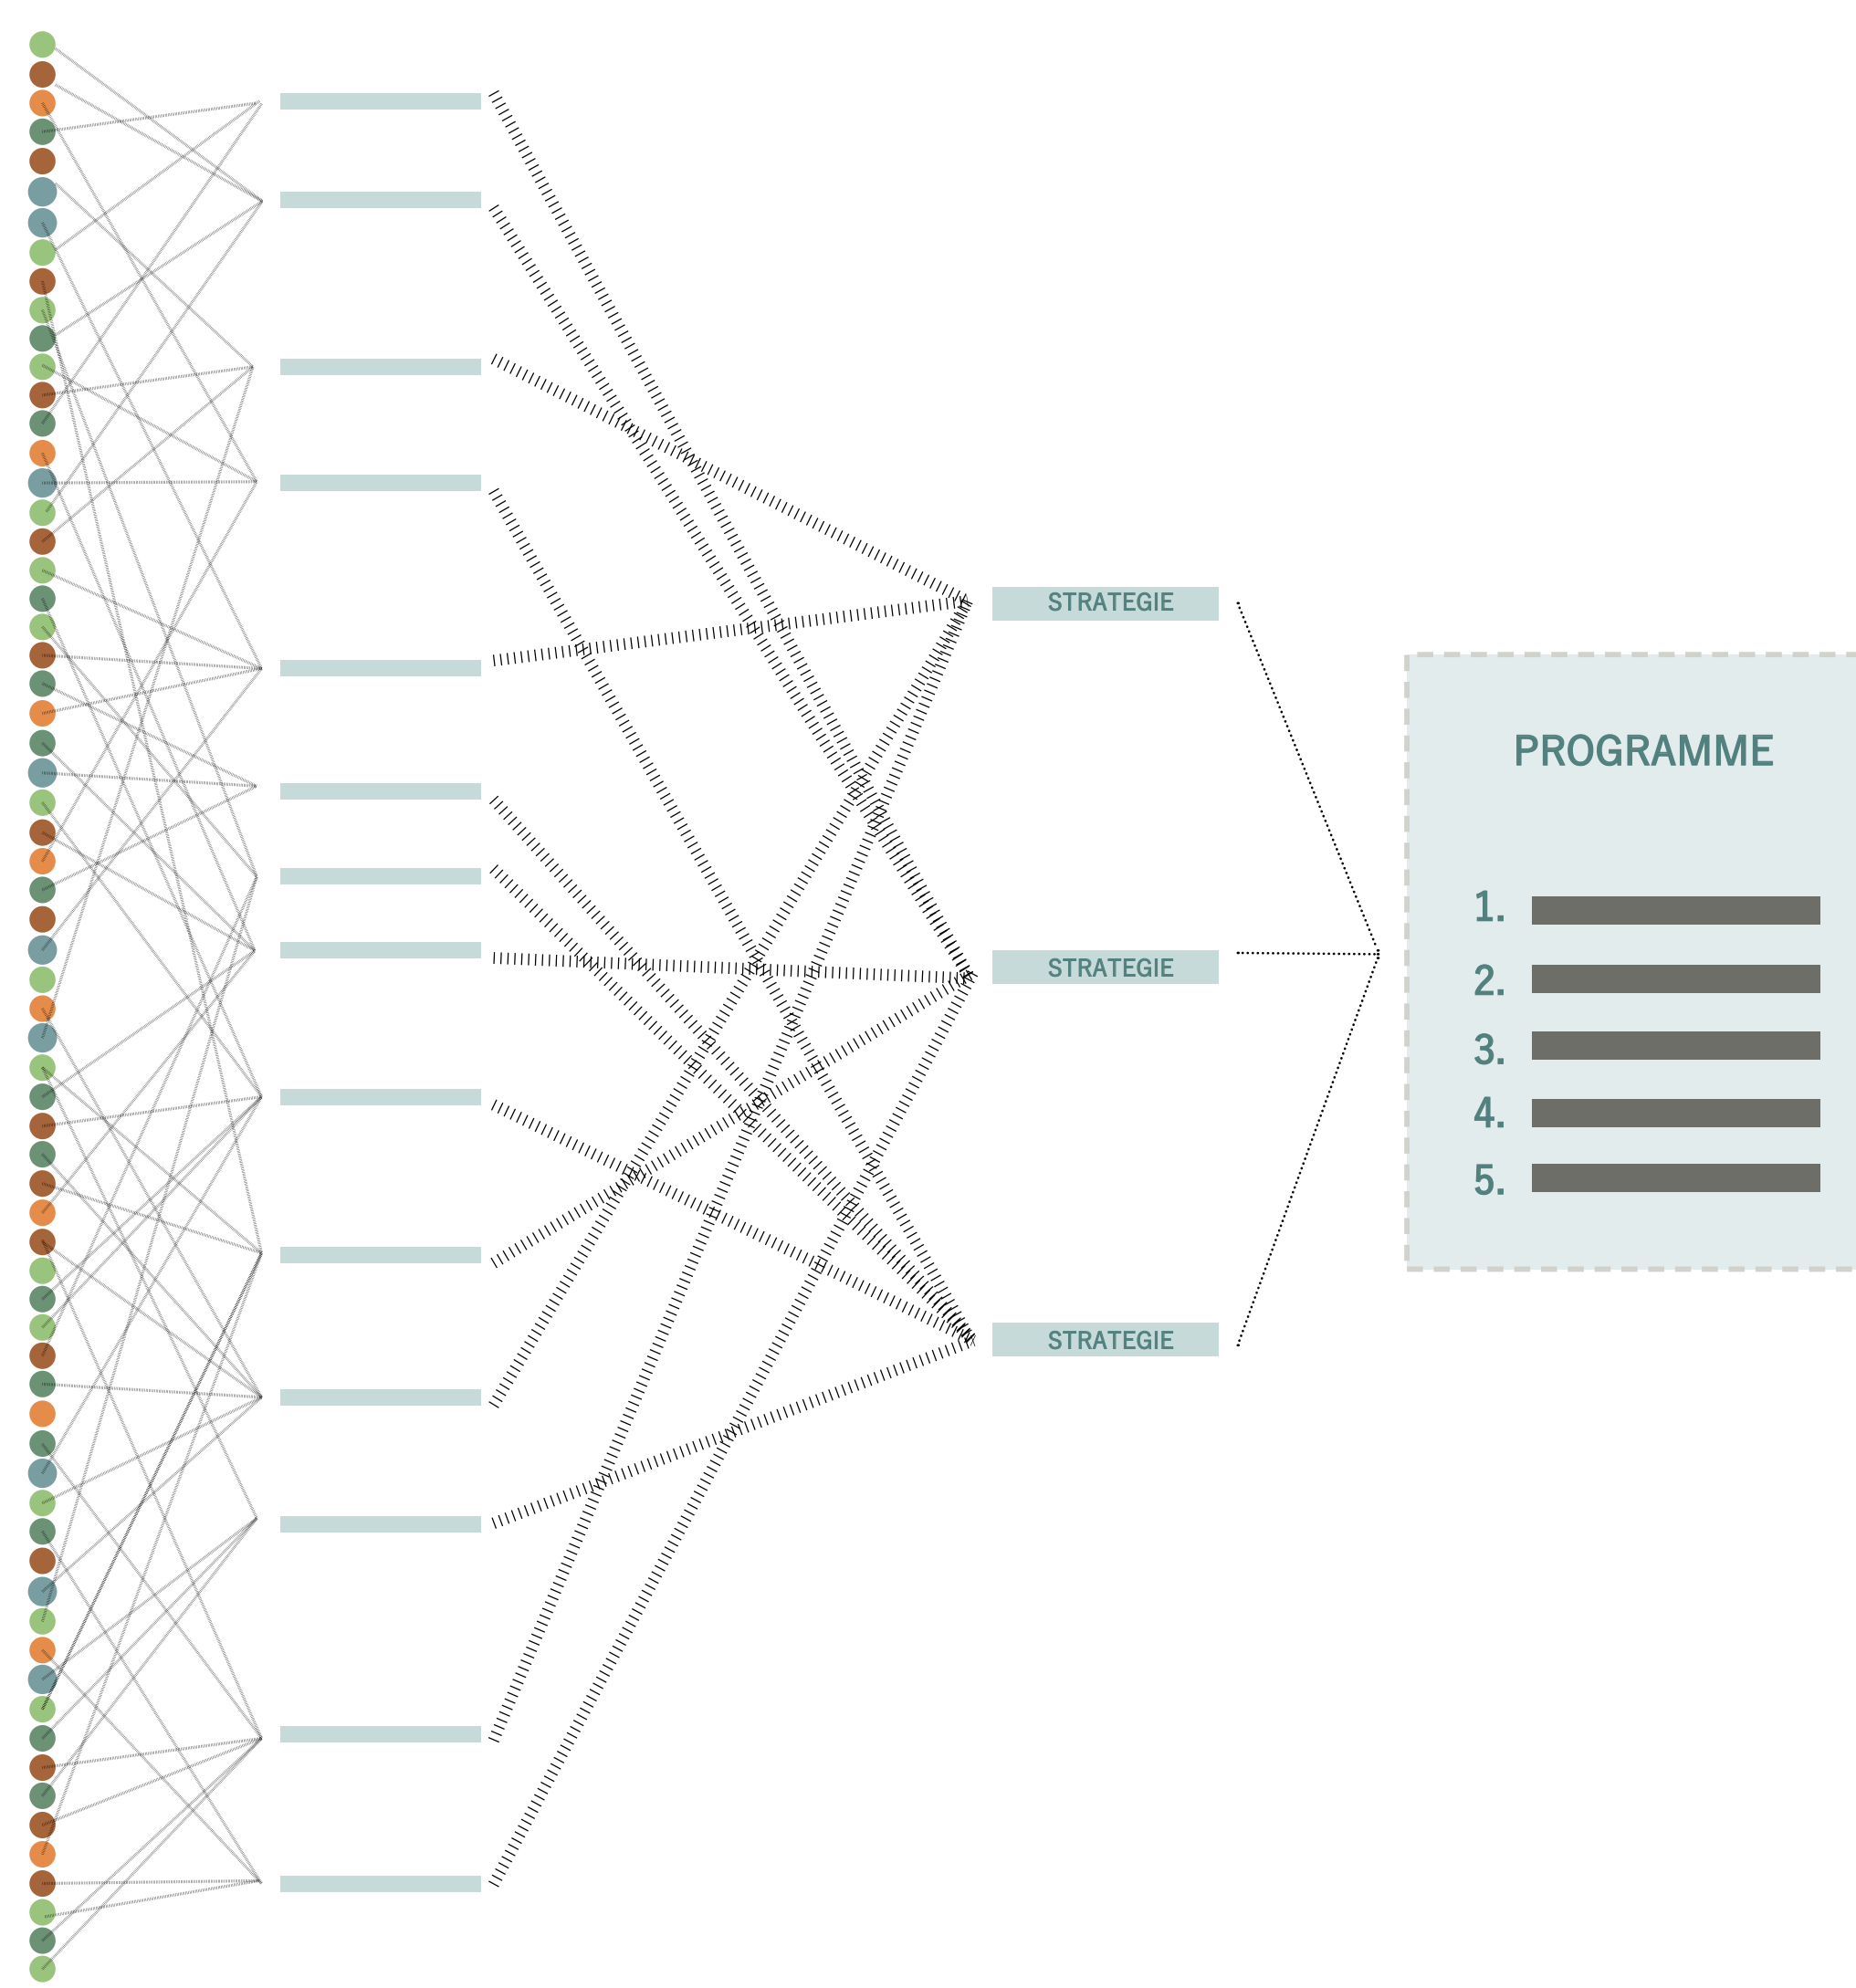 STRATEGIE
PROGRAMME
1.
2.
STRATEGIE
3.
4.
5.
STRATEGIE